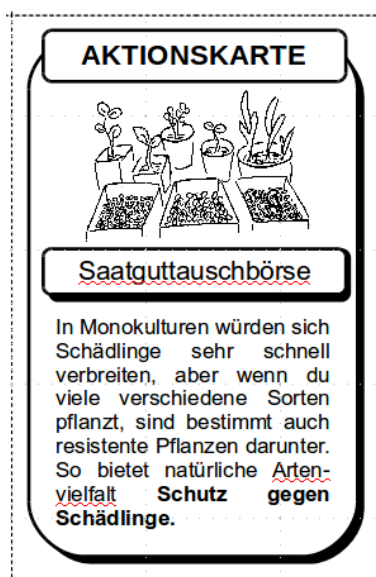 AKTIONSKARTE
Saatguttauschbörse
In Monokulturen würden sich
Schädlinge sehr schnell
verbreiten, aber wenn du
viele verschiedene Sorten
pflanzt, sind bestimmt auch
resistente Pflanzen darunter.
So bietet natürliche Arten-
vielfalt Schutz gegen
Schädlinge.